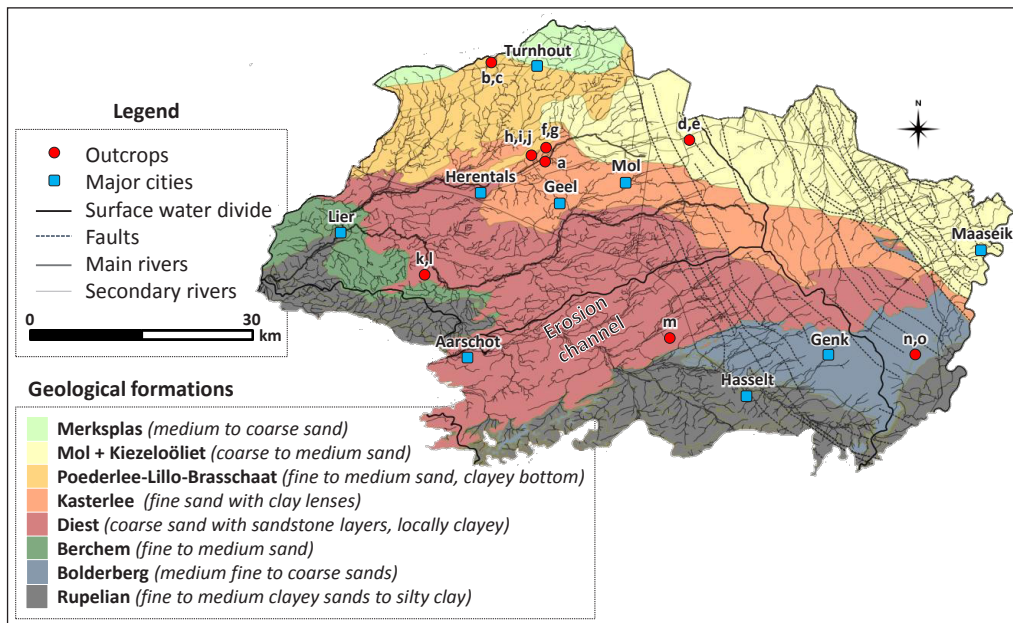 Turnhout
b,c
Legend
Outcrops
Major cities
Surface water divide
Faults
Main rivers
Secondary rivers
0 30
km
N
d,e
h,i,j
f,g
a
Mol
Herentals
Geel
Lier
Maaseik
k,l
Erosion
channel
m
Aarschot
Genk
n,o
Hasselt
Geological formations
Merksplas (medium to coarse sand)
Mol + Kiezeloöliet (coarse to medium sand)
Poederlee-Lillo-Brasschaat (fine to medium sand, clayey bottom)
Kasterlee (fine sand with clay lenses)
Diest (coarse sand with sandstone layers, locally clayey)
Berchem (fine to medium sand)
Bolderberg (medium fine to coarse sands)
Rupelian (fine to medium clayey sands to silty clay)